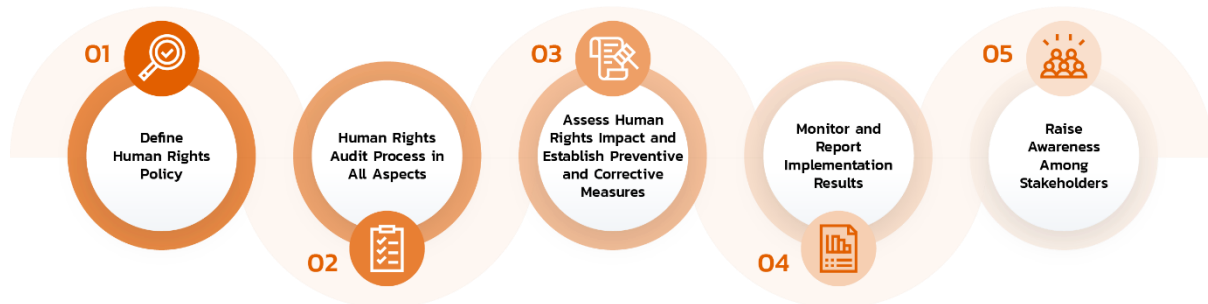 01
Define
Human Rights
Policy
02
Human Rights
Audit Process in
All Aspects
03
Assess Human
Rights Impact and
Establish Preventive
and Corrective
Measures
04
Monitor and
Report
Implementation
Results
05
Raise
Awareness
Among
Stakeholders